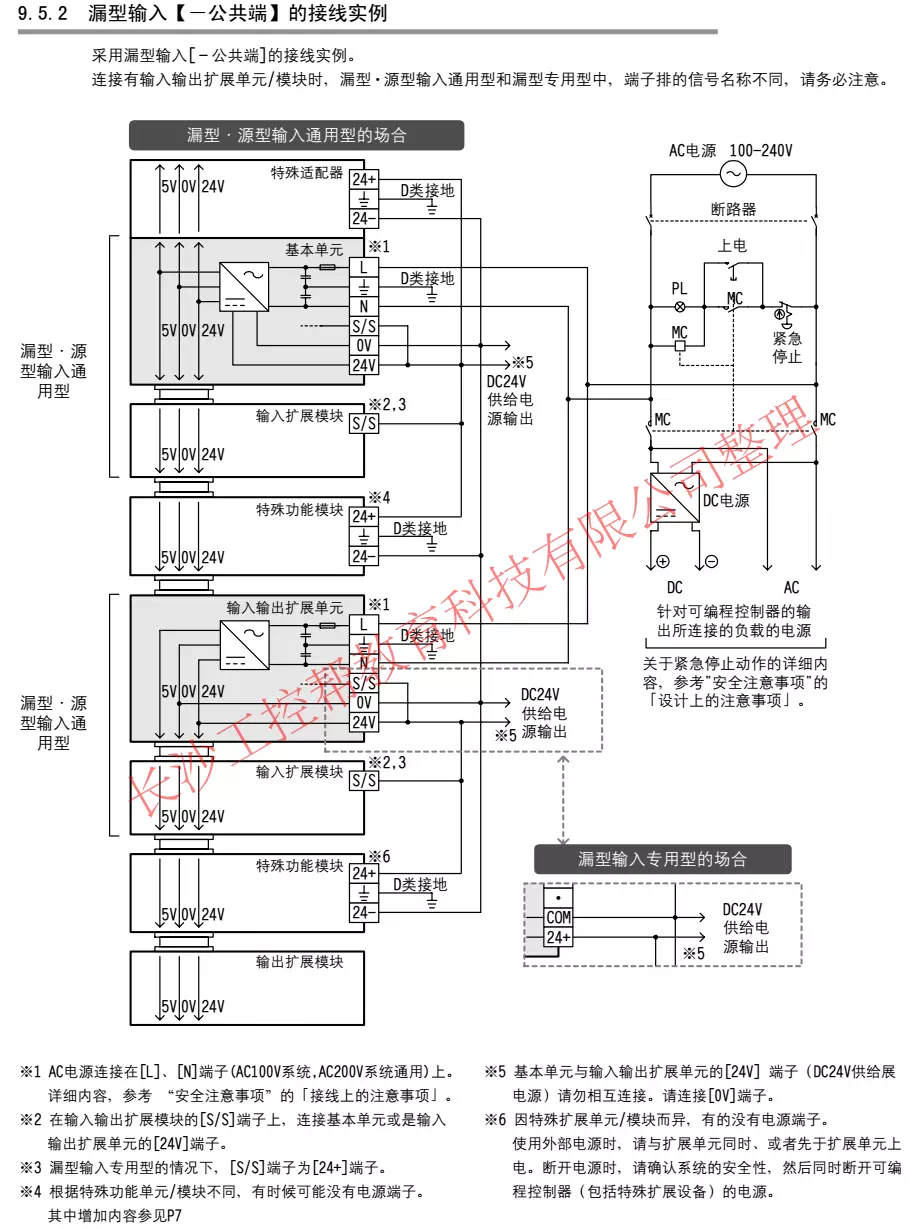 9.5.2 漏型输入【－公共端】的接线实例
采用漏型输入[－公共端]的接线实例。
连接有输入输出扩展单元/模块时，漏型·源型输入通用型和漏型专用型中，端子排的信号名称不同，请务必注意。
漏型·源型输入通用型的场合
特殊适配器
5V 0V 24V
24+
D类接地
24-
漏型·源
型输入通
用型
基本单元
※1
L
D类接地
N
S/S
0V
24V
5V 0V 24V
※5
DC24V
供给电
源输出
输入扩展模块
※2,3
S/S
5V 0V 24V
特殊功能模块
※4
24+
D类接地
24-
5V 0V 24V
漏型·源
型输入通
用型
输入输出扩展单元
※1
L
D类接地
N
S/S
0V
24V
5V 0V 24V
DC24V
供给电
源输出
※5
输入扩展模块
※2,3
S/S
5V 0V 24V
特殊功能模块
※6
24+
D类接地
24-
5V 0V 24V
输出扩展模块
5V 0V 24V
AC电源 100-240V
断路器
上电
PL
MC
MC
紧急
停止
MC
MC
DC电源
DC
AC
针对可编程控制器的输
出所连接的负载的电源
关于紧急停止动作的详细内
容，参考"安全注意事项"的
「设计上的注意事项」。
漏型输入专用型的场合
COM
24+
DC24V
供给电
源输出
※5
长沙工控帮教育科技有限公司整理
※1 AC电源连接在[L]、[N]端子(AC100V系统,AC200V系统通用)上。
详细内容，参考 “安全注意事项”的「接线上的注意事项」。
※2 在输入输出扩展模块的[S/S]端子上，连接基本单元或是输入
输出扩展单元的[24V]端子。
※3 漏型输入专用型的情况下，[S/S]端子为[24+]端子。
※4 根据特殊功能单元/模块不同，有时候可能没有电源端子。
其中增加内容参见P7
※5 基本单元与输入输出扩展单元的[24V] 端子（DC24V供给展
电源）请勿相互连接。请连接[0V]端子。
※6 因特殊扩展单元/模块而异，有的没有电源端子。
使用外部电源时，请与扩展单元同时、或者先于扩展单元上
电。断开电源时，请确认系统的安全性，然后同时断开可编
程控制器（包括特殊扩展设备）的电源。